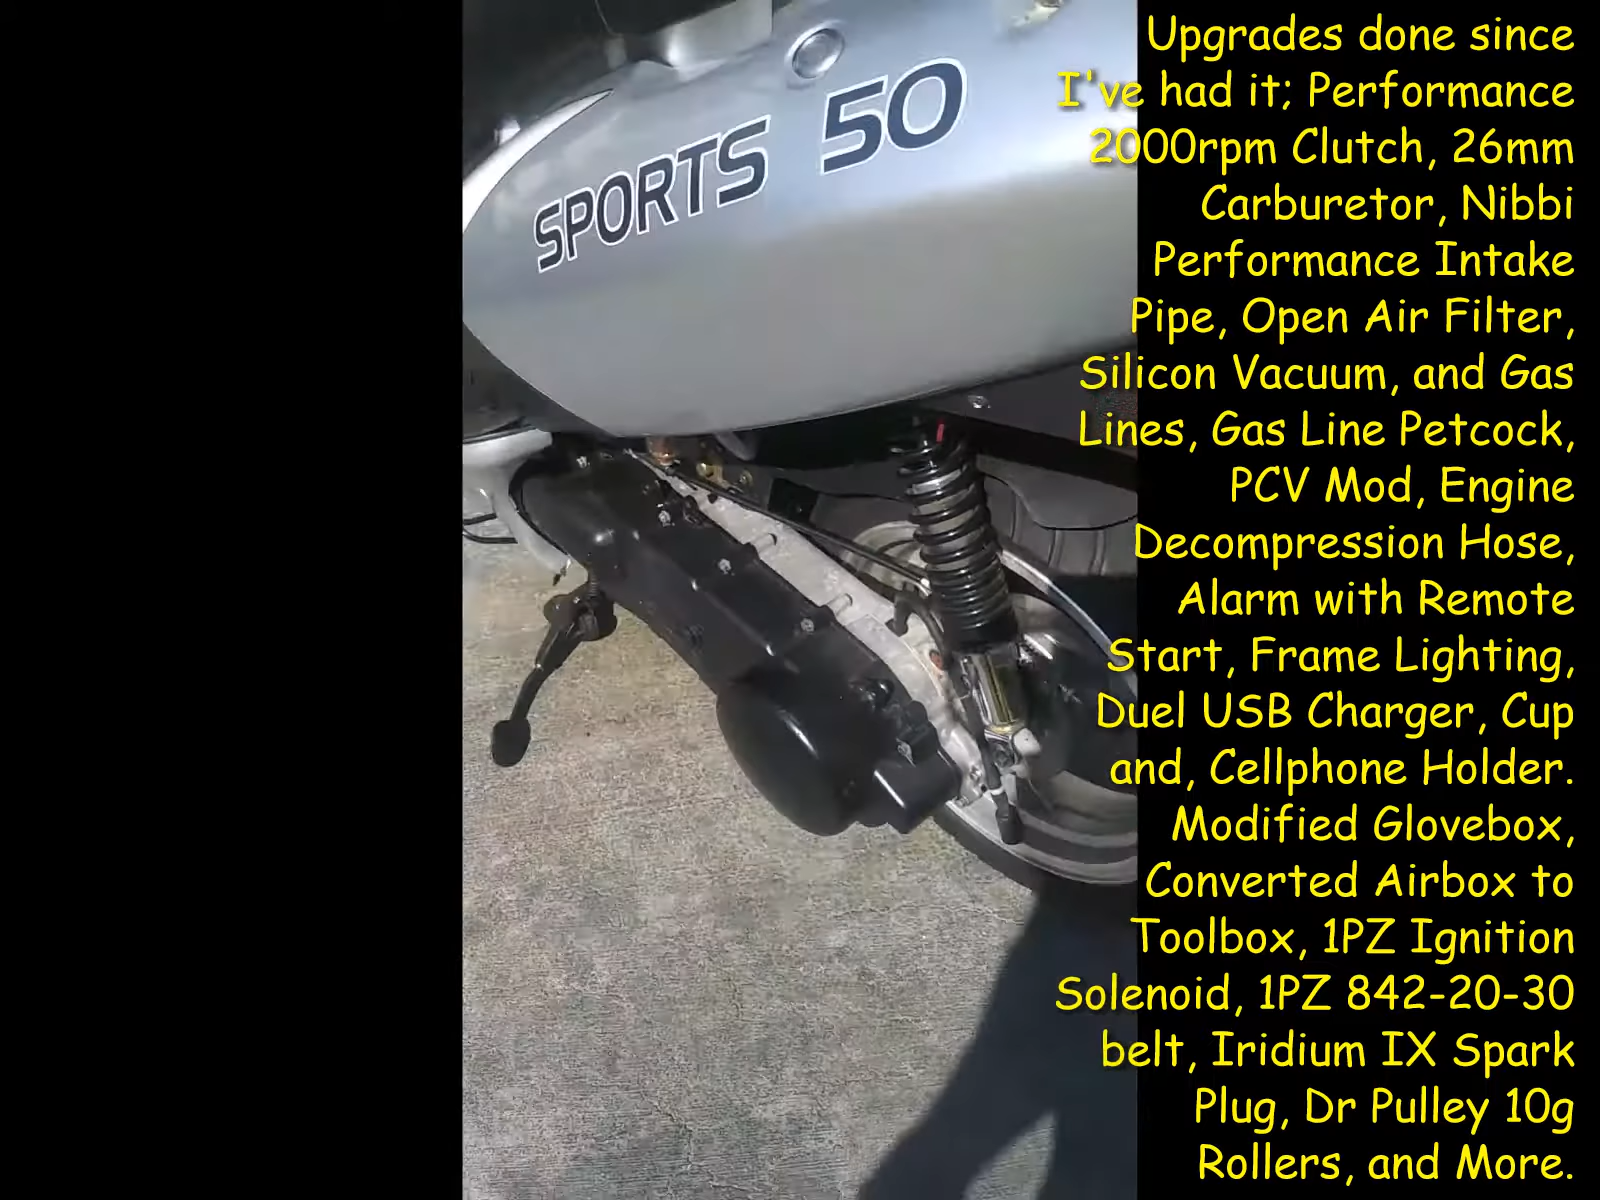 SPORTS 50
Upgrades done since
I've had it; Performance
2000rpm Clutch, 26mm
Carburetor, Nibbi
Performance Intake
Pipe, Open Air Filter,
Silicon Vacuum, and Gas
Lines, Gas Line Petcock,
PCV Mod, Engine
Decompression Hose,
Alarm with Remote
Start, Frame Lighting,
Duel USB Charger, Cup
and, Cellphone Holder.
Modified Glovebox,
Converted Airbox to
Toolbox, 1PZ Ignition
Solenoid, 1PZ 842-20-30
belt, Iridium IX Spark
Plug, Dr Pulley 10g
Rollers, and More.